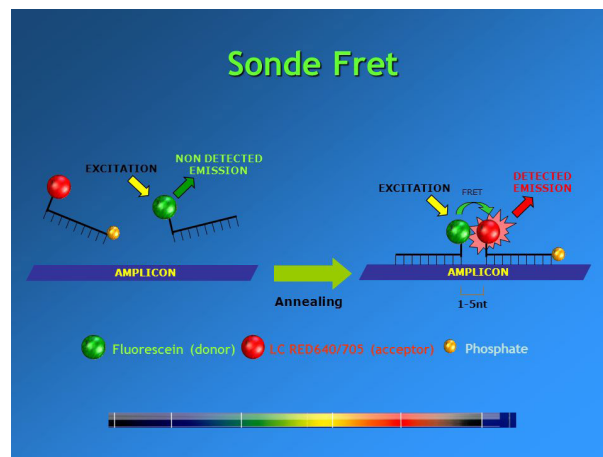 Sonde Fret
NON DETECTED
EMISSION
EXCITATION
AMPLICON
Annealing
EXCITATION
FRET
DETECTED
EMISSION
AMPLICON
1-5nt
Fluorescein (donor)
LC RED640/705 (acceptor)
Phosphate